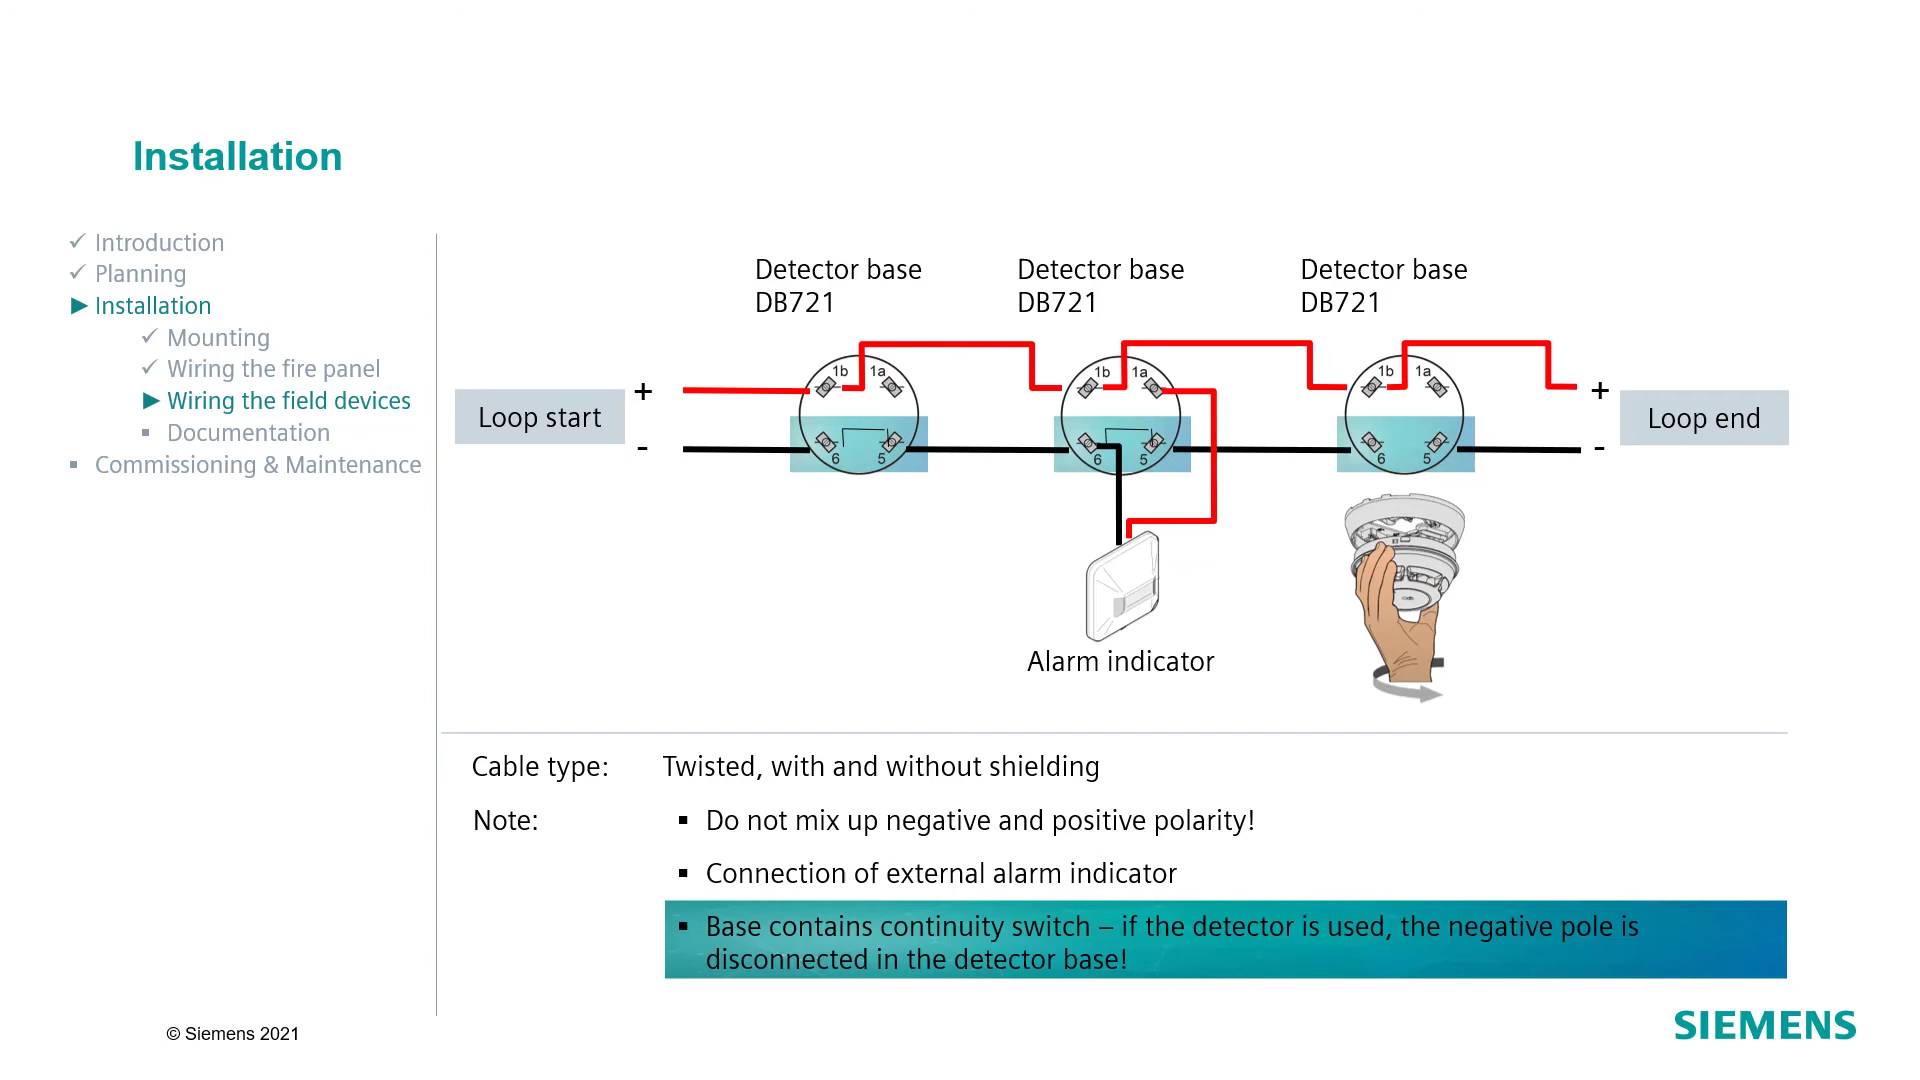 Installation
✓ Introduction
✓ Planning
► Installation
✓ Mounting
✓ Wiring the fire panel
► Wiring the field devices
▪ Documentation
▪ Commissioning & Maintenance
Detector base
DB721
Detector base
DB721
Detector base
DB721
Loop start
+
-
1b 1a
6 5
1b 1a
6 5
1b 1a
6 5
+
-
Loop end
Alarm indicator
Cable type: Twisted, with and without shielding
Note: ▪ Do not mix up negative and positive polarity!
▪ Connection of external alarm indicator
▪ Base contains continuity switch – if the detector is used, the negative pole is
disconnected in the detector base!
© Siemens 2021
SIEMENS